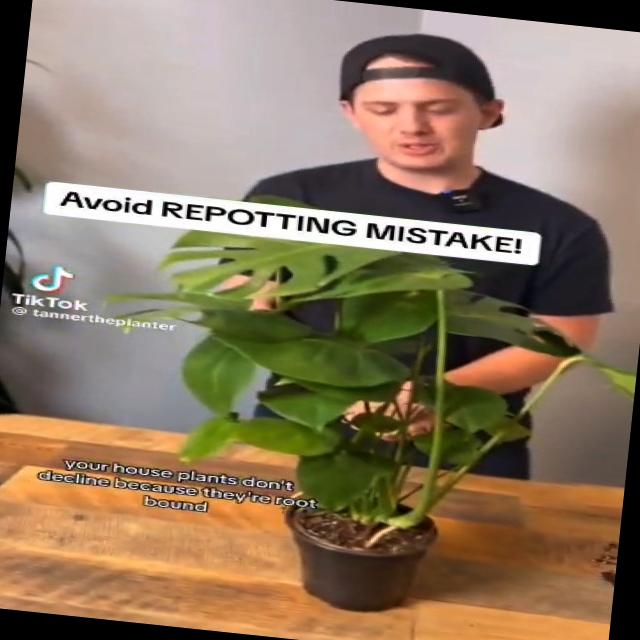 Avoid REPOTTING MISTAKE!
TikTok
@ tannertheplanter
your house plants don't
decline because they're root
bound